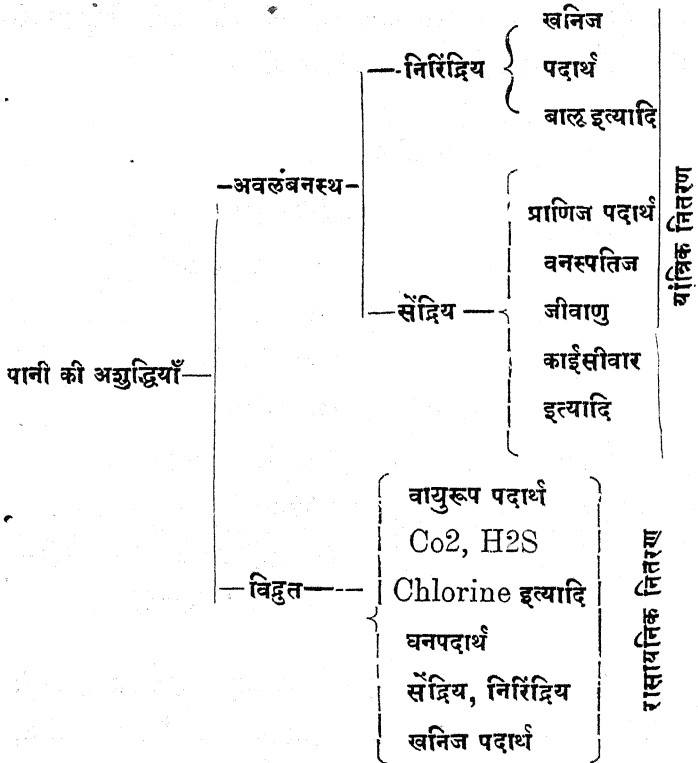 खनिज
निरिंद्रिय
पदार्थ
बालू इत्यादि
अवलंबनस्थ
प्राणिज पदार्थ
वनस्पतिज
सेंद्रिय
जीवाणु
काईसीवार
इत्यादि
यांत्रिक नितरण
पानी की अशुद्धियाँ
वायुरूप पदार्थ
Co2, H2S
विद्रुत
Chlorine इत्यादि
घनपदार्थ
सेंद्रिय, निरिंद्रिय
खनिज पदार्थ
रासायनिक नितरण